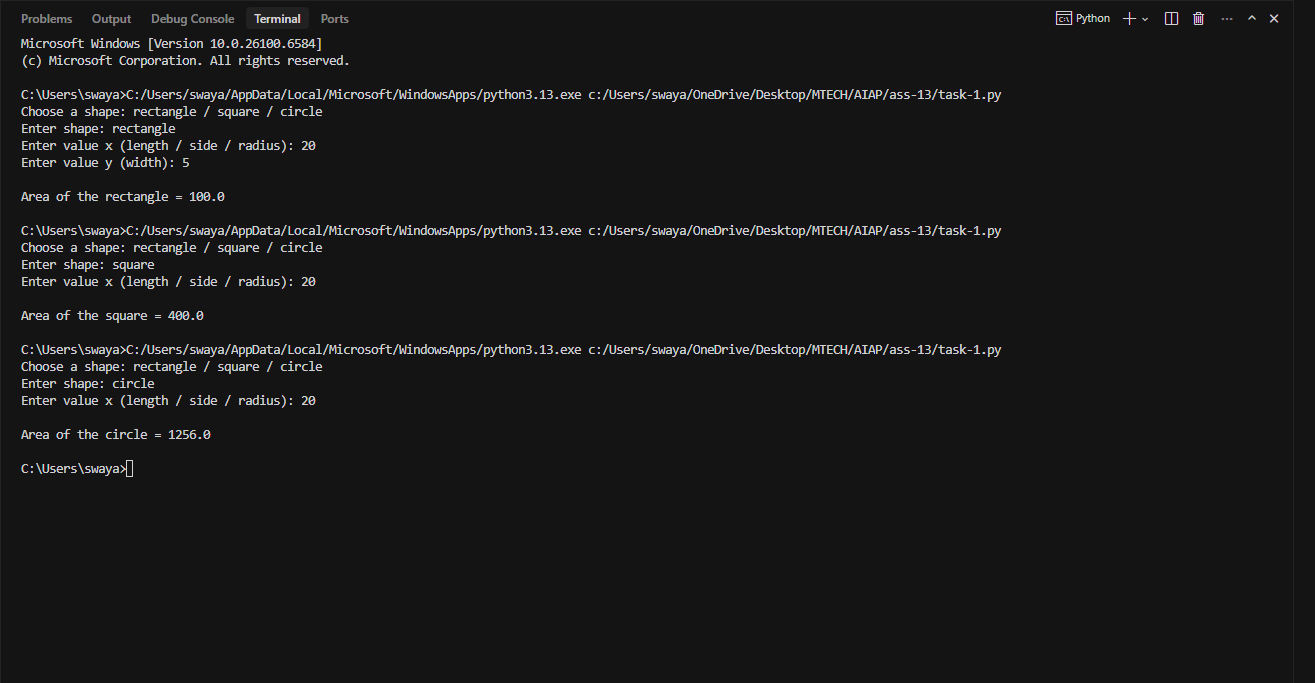 Problems Output Debug Console Terminal Ports Python
Microsoft Windows [Version 10.0.26100.6584]
(c) Microsoft Corporation. All rights reserved.
C:\Users\swaya>C:/Users/swaya/AppData/Local/Microsoft/WindowsApps/python3.13.exe c:/Users/swaya/OneDrive/Desktop/MTECH/AIAP/ass-13/task-1.py
Choose a shape: rectangle / square / circle
Enter shape: rectangle
Enter value x (length / side / radius): 20
Enter value y (width): 5
Area of the rectangle = 100.0
C:\Users\swaya>C:/Users/swaya/AppData/Local/Microsoft/WindowsApps/python3.13.exe c:/Users/swaya/OneDrive/Desktop/MTECH/AIAP/ass-13/task-1.py
Choose a shape: rectangle / square / circle
Enter shape: square
Enter value x (length / side / radius): 20
Area of the square = 400.0
C:\Users\swaya>C:/Users/swaya/AppData/Local/Microsoft/WindowsApps/python3.13.exe c:/Users/swaya/OneDrive/Desktop/MTECH/AIAP/ass-13/task-1.py
Choose a shape: rectangle / square / circle
Enter shape: circle
Enter value x (length / side / radius): 20
Area of the circle = 1256.0
C:\Users\swaya>